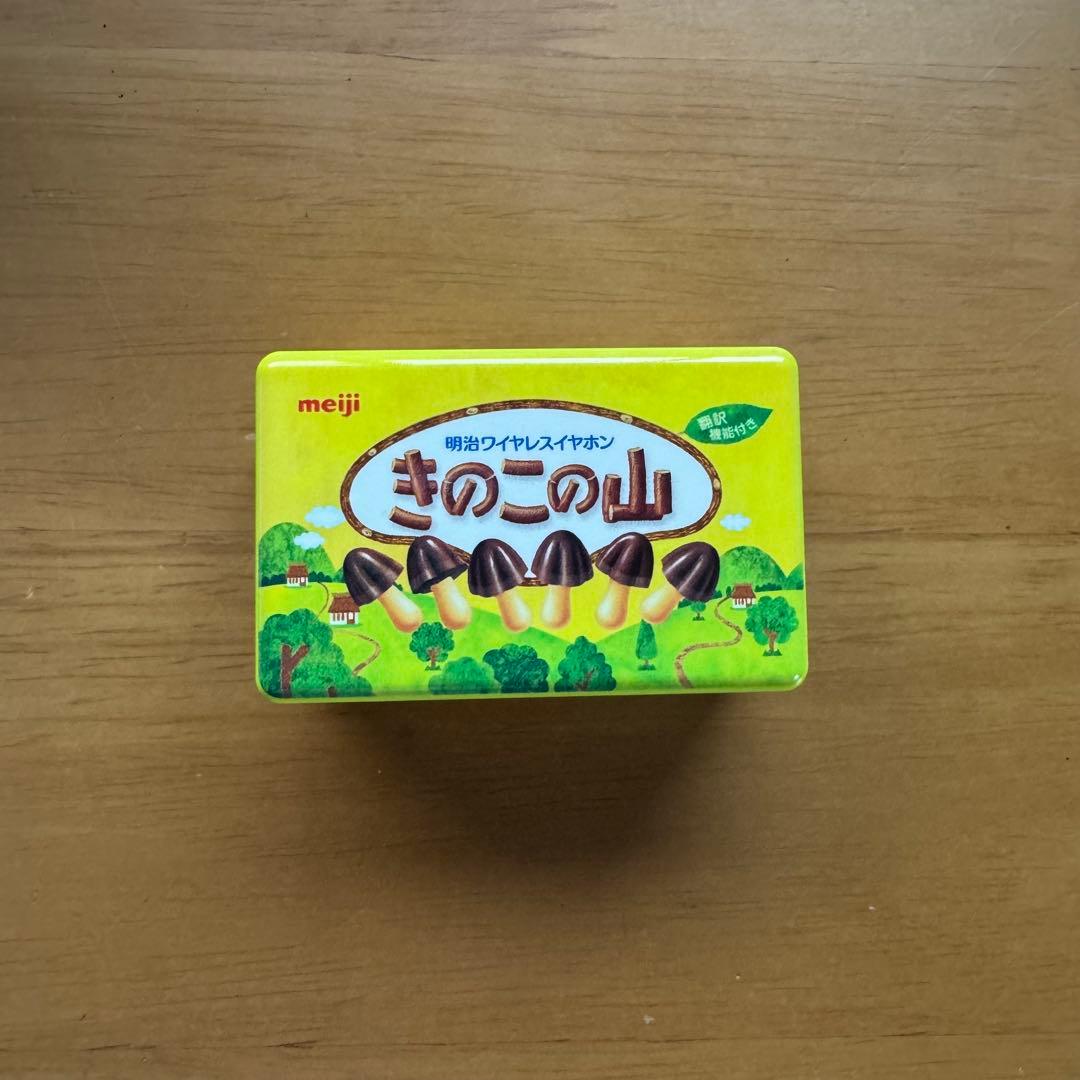 meiji
明治ワイヤレスイヤホン
きのこの山
翻訳
機能付き